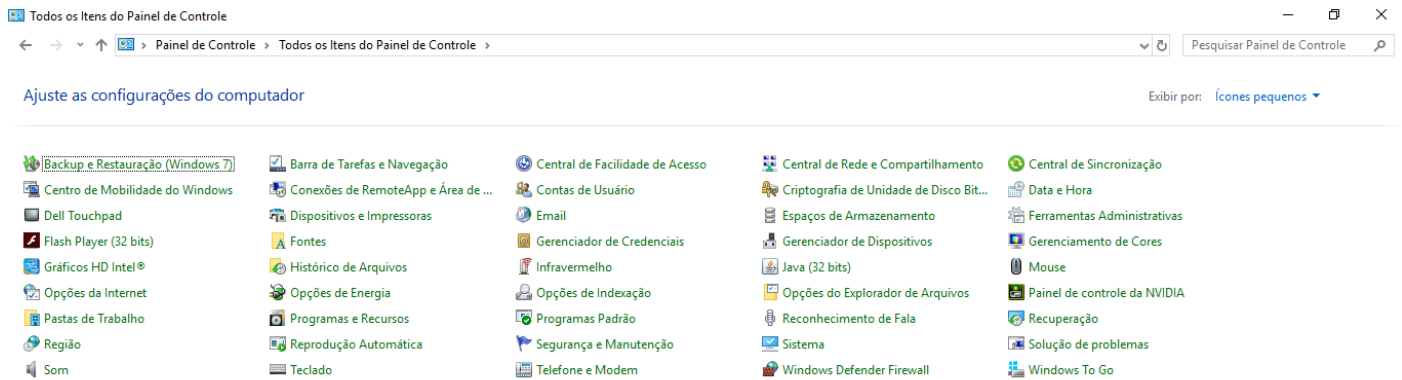 Todos os Itens do Painel de Controle
Painel de Controle > Todos os Itens do Painel de Controle >
Pesquisar Painel de Controle
Ajuste as configurações do computador
Exibir por: Ícones pequenos
Backup e Restauração (Windows 7) Barra de Tarefas e Navegação Central de Facilidade de Acesso Central de Rede e Compartilhamento Central de Sincronização
Centro de Mobilidade do Windows Conexões de RemoteApp e Área de ... Contas de Usuário Criptografia de Unidade de Disco Bit... Data e Hora
Dell Touchpad Dispositivos e Impressoras Email Espaços de Armazenamento Ferramentas Administrativas
Flash Player (32 bits) Fontes Gerenciador de Credenciais Gerenciador de Dispositivos Gerenciamento de Cores
Gráficos HD Intel® Histórico de Arquivos Infravermelho Java (32 bits) Mouse
Opções da Internet Opções de Energia Opções de Indexação Opções do Explorador de Arquivos Painel de controle da NVIDIA
Pastas de Trabalho Programas e Recursos Programas Padrão Reconhecimento de Fala Recuperação
Região Reprodução Automática Segurança e Manutenção Sistema Solução de problemas
Som Teclado Telefone e Modem Windows Defender Firewall Windows To Go